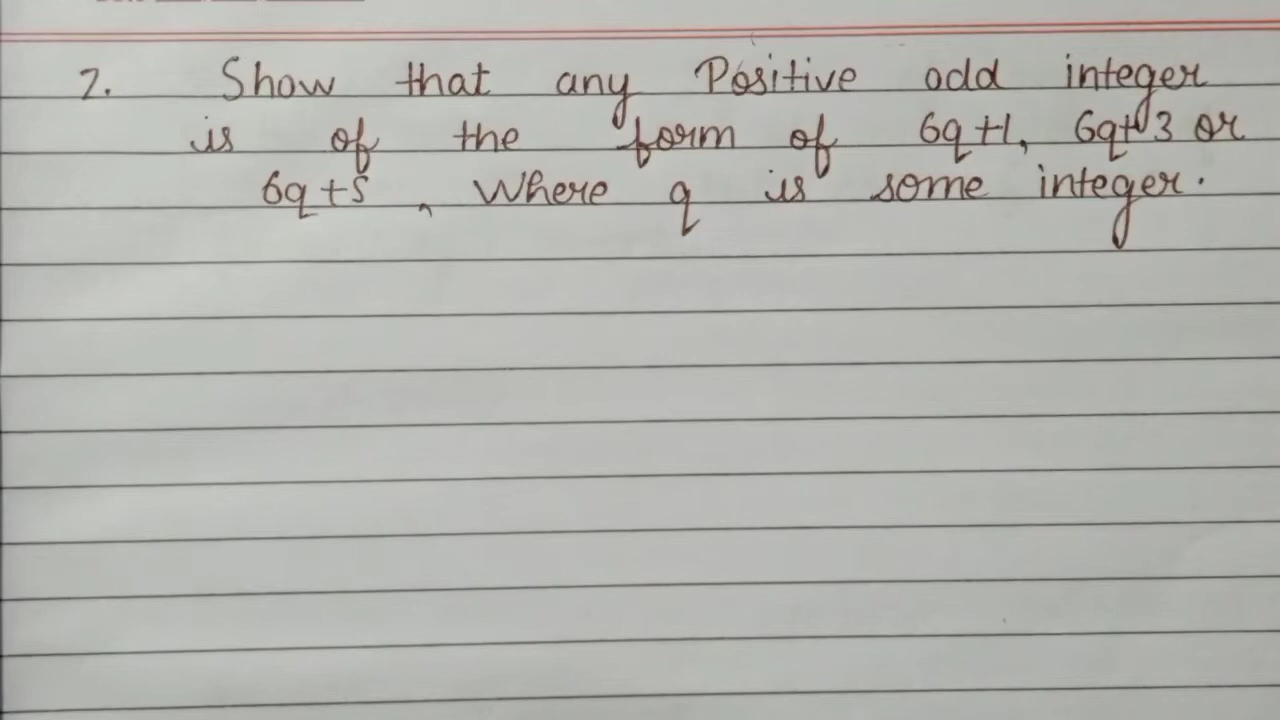 2. Show that any Positive odd integer
is of the form of 6q+1, 6q+3 or
6q+5, Where q is some integer.